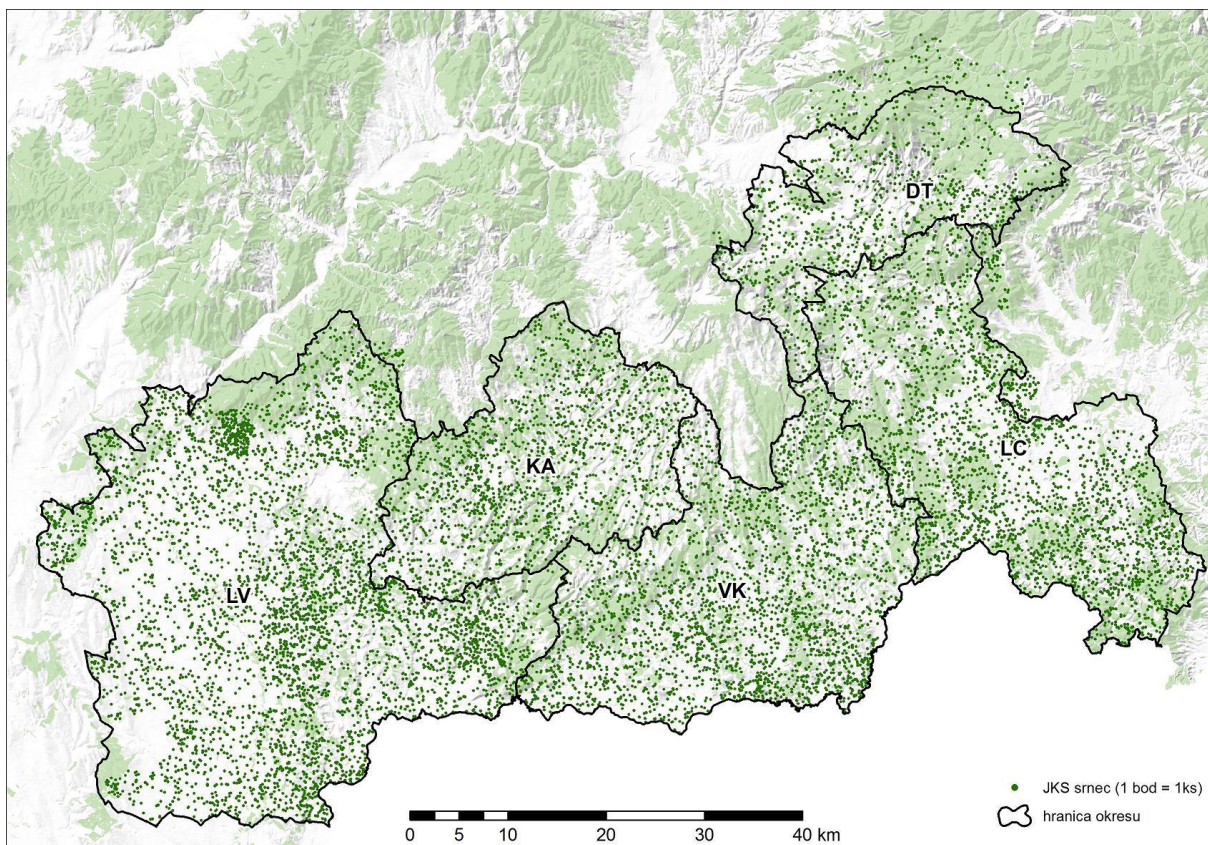 DT
LC
KA
VK
LV
JKS srnec (1 bod = 1ks)
hranica okresu
0 5 10 20 30 40 km